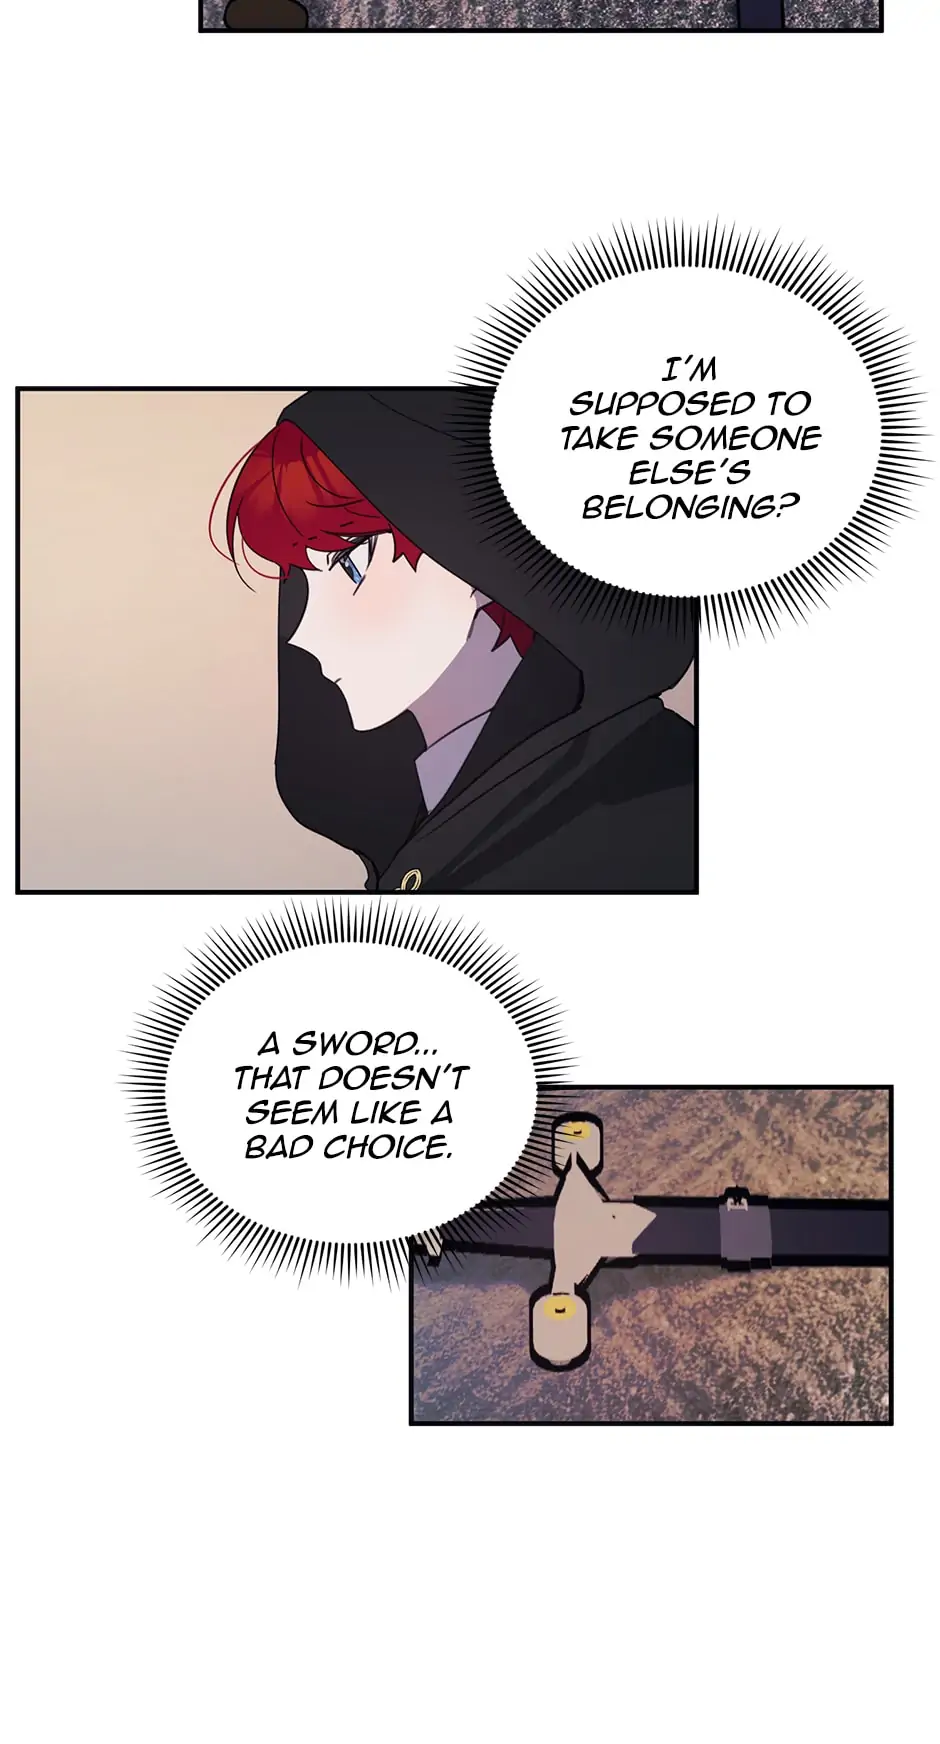 I'M
SUPPOSED TO
TAKE SOMEONE
ELSE'S
BELONGING?
A SWORD...
THAT DOESN'T
SEEM LIKE A
BAD CHOICE.